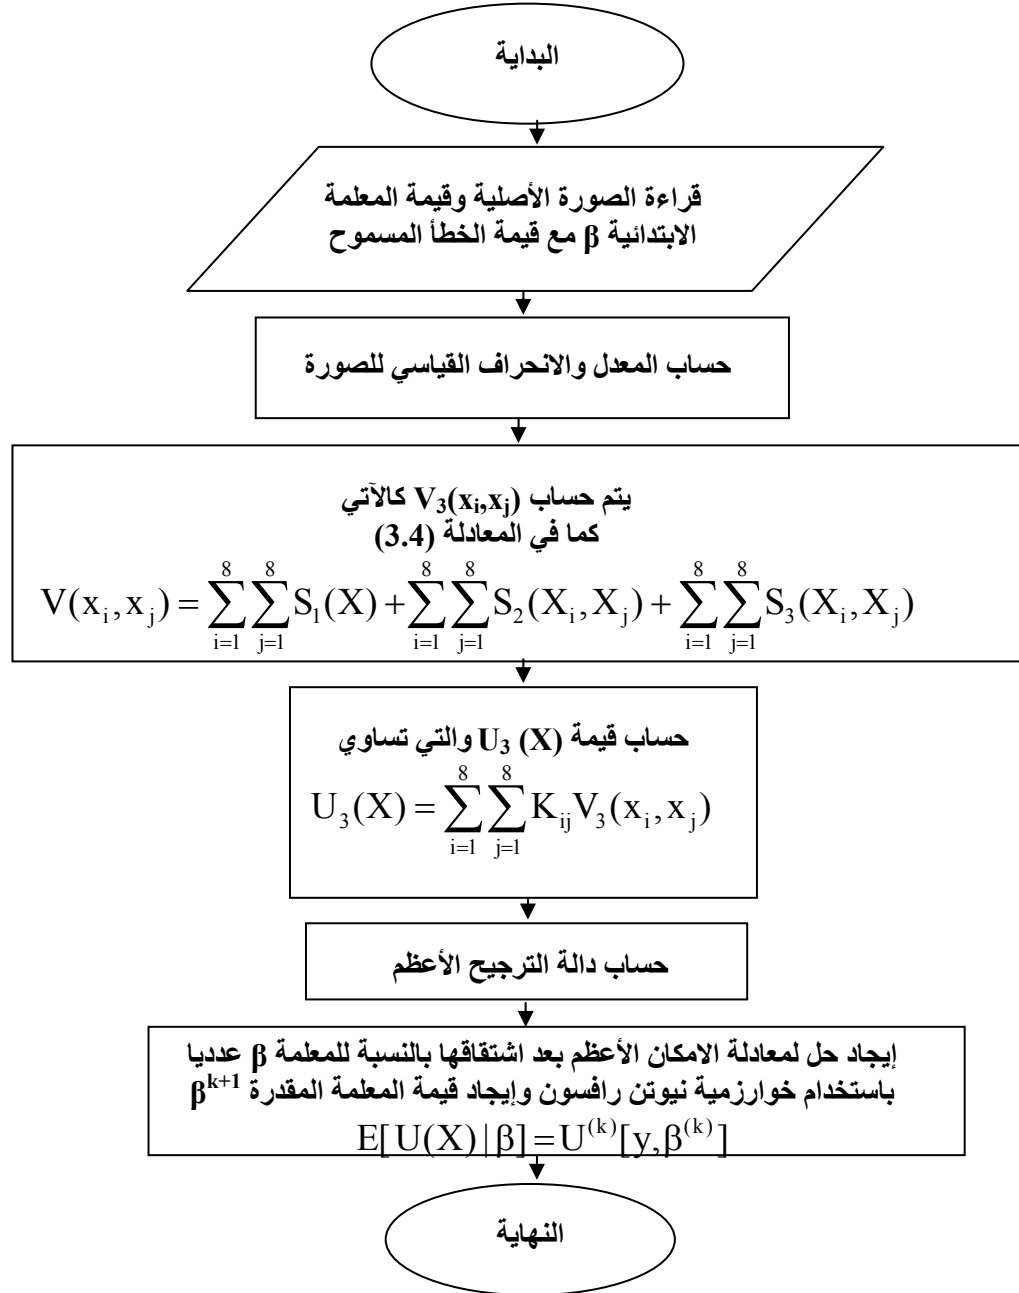 البداية
قراءة الصورة الأصلية وقيمة المعلمة
الابتدائية β مع قيمة الخطأ المسموح
حساب المعدل والانحراف القياسي للصورة
يتم حساب V₃(xᵢ,xⱼ) كالآتي
كما في المعادلة (3.4)
V(xᵢ,xⱼ) = ∑_{i=1}^{8} ∑_{j=1}^{8} S₁(X) + ∑_{i=1}^{8} ∑_{j=1}^{8} S₂(Xᵢ,Xⱼ) + ∑_{i=1}^{8} ∑_{j=1}^{8} S₃(Xᵢ,Xⱼ)
حساب قيمة U₃ (X) والتي تساوي
U₃(X) = ∑_{i=1}^{8} ∑_{j=1}^{8} K_{ij}V₃(xᵢ,xⱼ)
حساب دالة الترجيح الأعظم
إيجاد حل لمعادلة الامكان الأعظم بعد اشتقاقها بالنسبة للمعلمة β عدديا
باستخدام خوارزمية نيوتن رافسون وإيجاد قيمة المعلمة المقدرة β^{k+1}
E[U(X)|β] = U^{(k)}[y,β^{(k)}]
النهاية